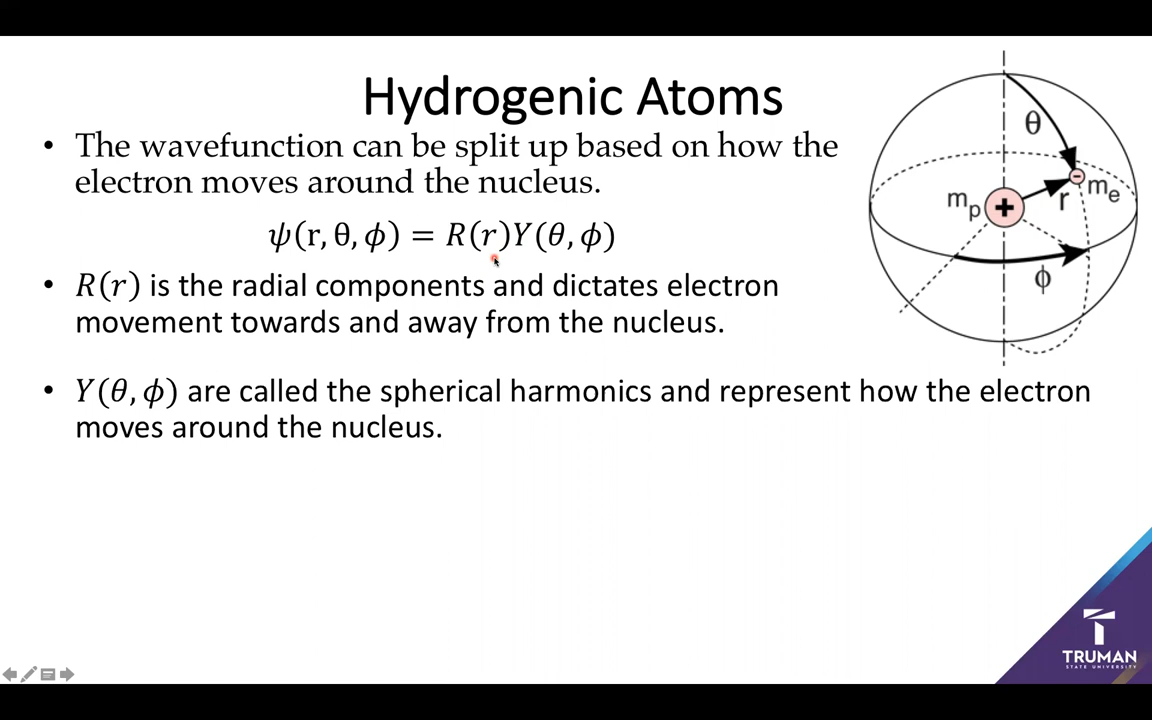 Hydrogenic Atoms
• The wavefunction can be split up based on how the
electron moves around the nucleus.
ψ(r, θ, ϕ) = R(r)Y(θ, ϕ)
• R(r) is the radial components and dictates electron
movement towards and away from the nucleus.
• Y(θ, ϕ) are called the spherical harmonics and represent how the electron
moves around the nucleus.
θ
mₚ + r - mₑ
ϕ
T
TRUMAN
STATE UNIVERSITY